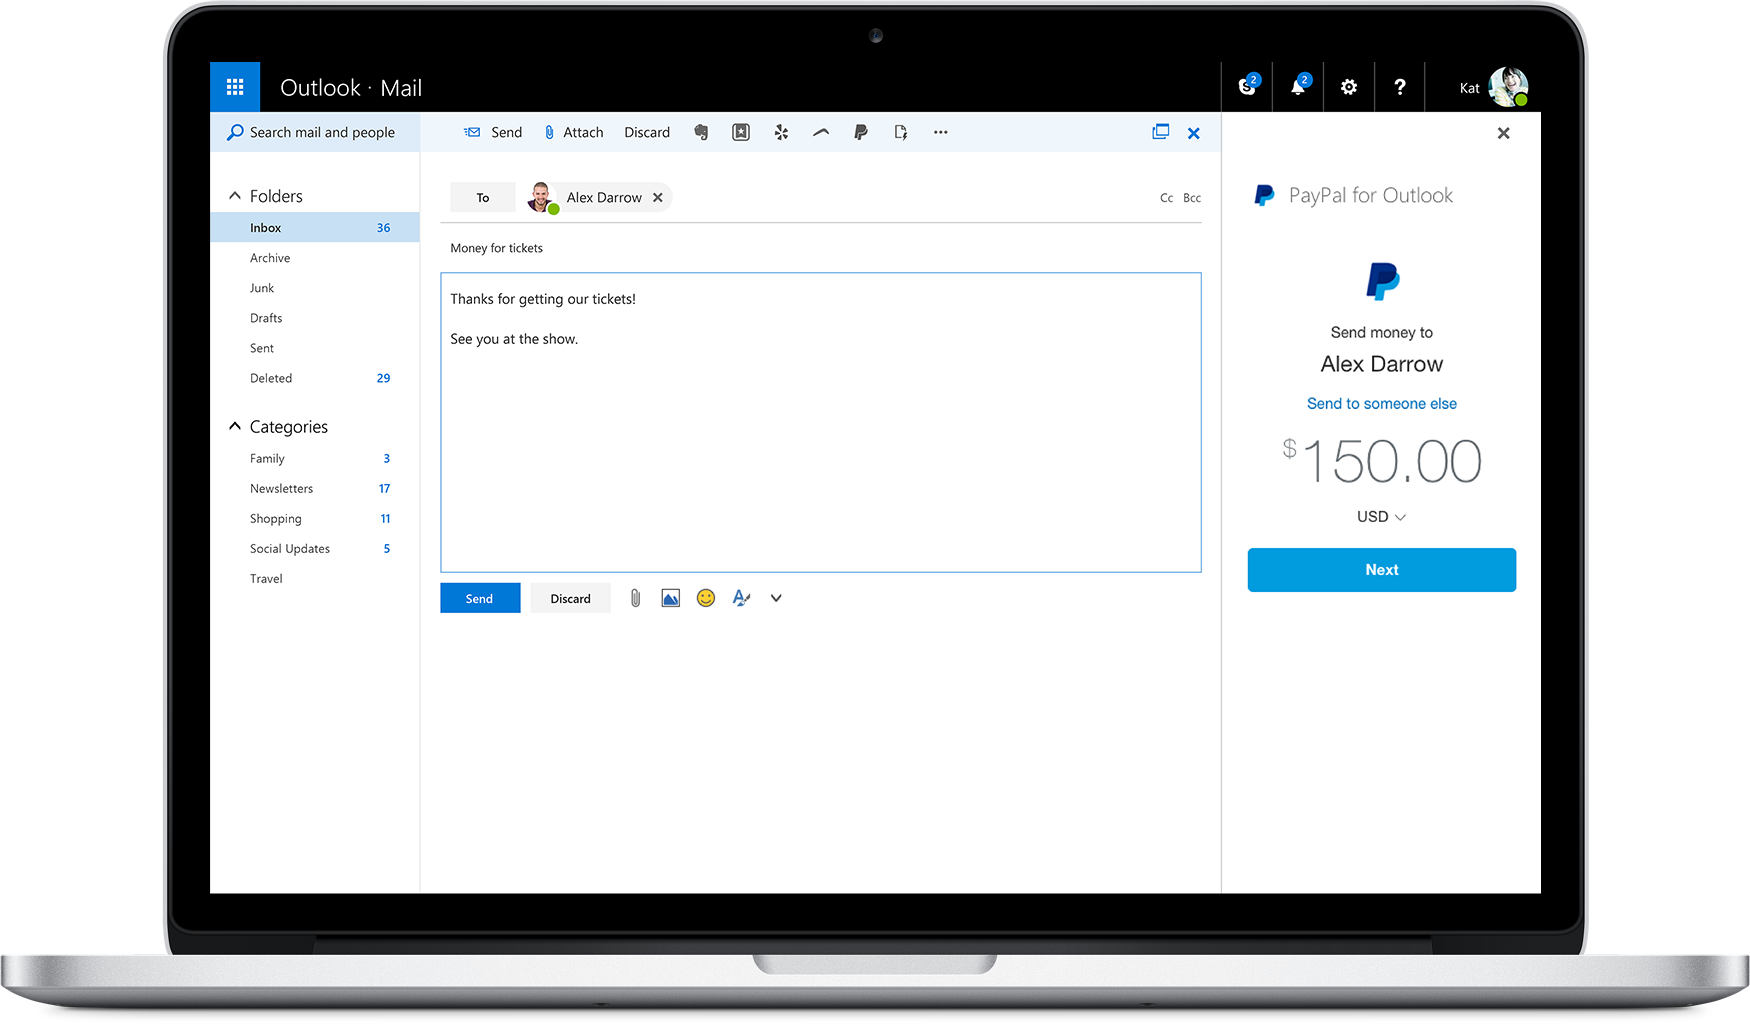 Outlook · Mail
2
2
?
Kat
Search mail and people
Send
Attach
Discard
Folders
Inbox 36
Archive
Junk
Drafts
Sent
Deleted 29
Categories
Family 3
Newsletters 17
Shopping 11
Social Updates 5
Travel
To
Alex Darrow
Cc Bcc
Money for tickets
Thanks for getting our tickets!
See you at the show.
Send
Discard
PayPal for Outlook
Send money to
Alex Darrow
Send to someone else
$150.00
USD
Next